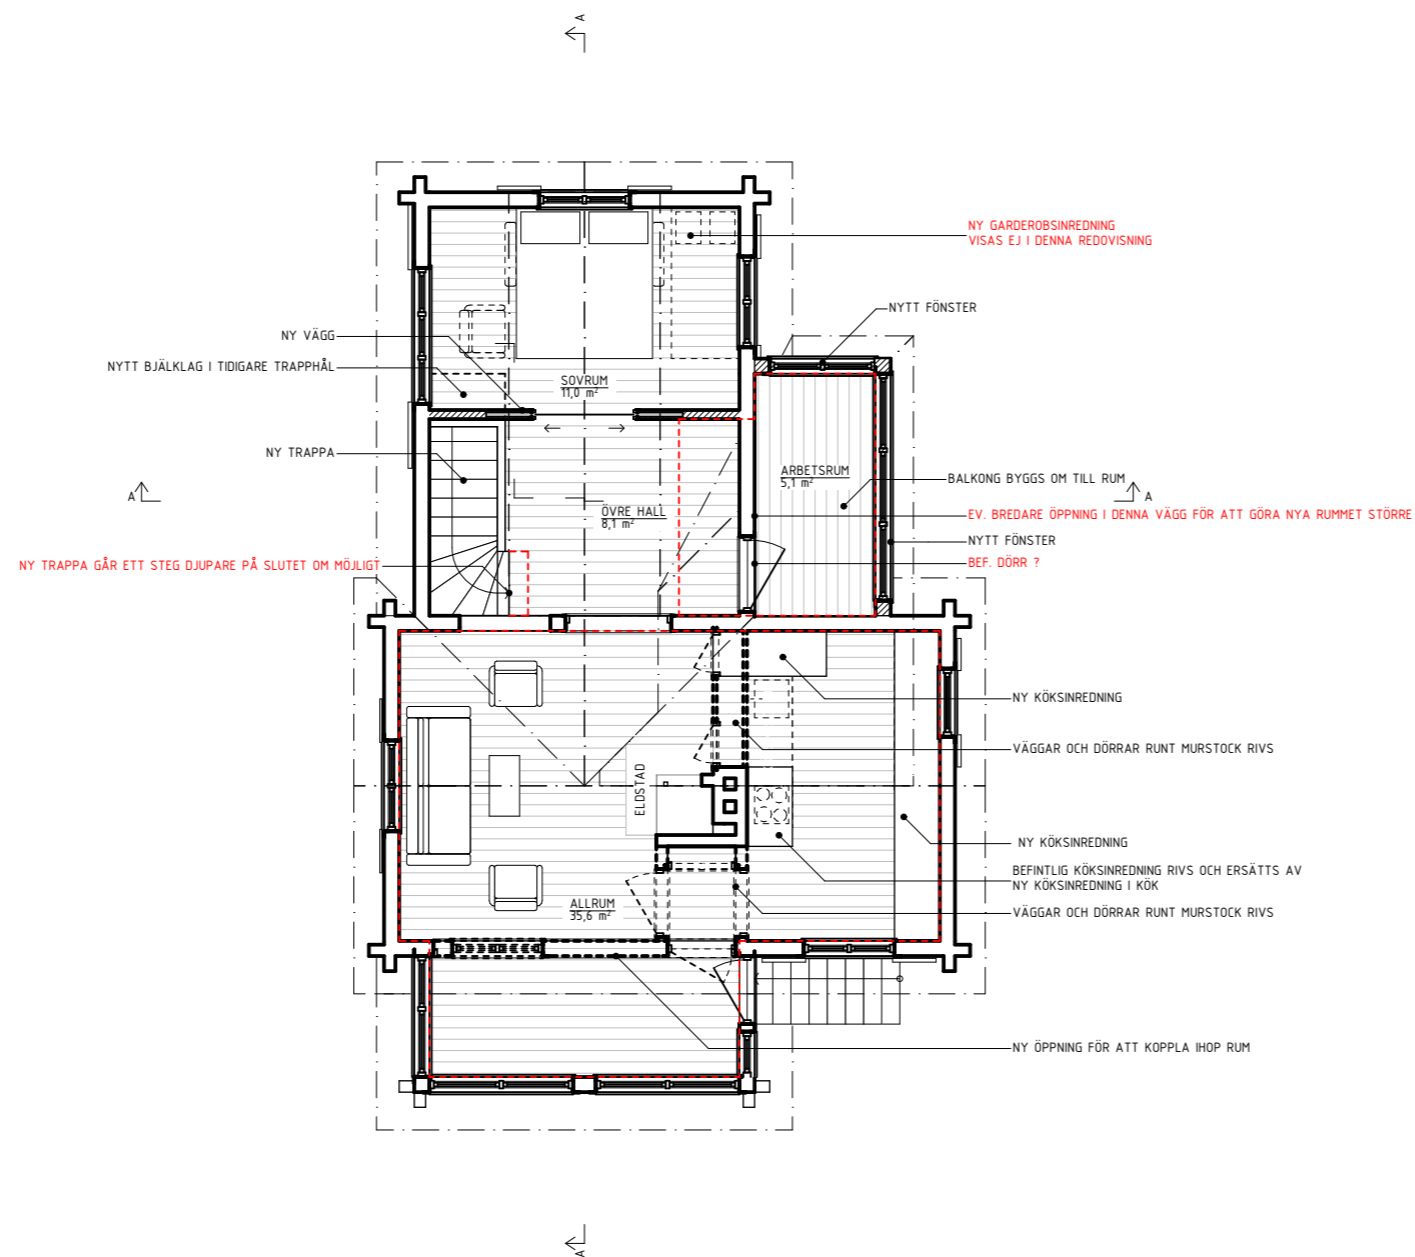 A
NY GARDEROBSINREDNING
VISAS EJ I DENNA REDOVISNING
NYTT FÖNSTER
NY VÄGG
NYTT BJÄLKLAG I TIDIGARE TRAPPHÅL
SOVRUM
11,0 m²
NY TRAPPA
ARBETSRUM
5,1 m²
BALKONG BYGGS OM TILL RUM
A
A
ÖVRE HALL
8,1 m²
EV. BREDARE ÖPPNING I DENNA VÄGG FÖR ATT GÖRA NYA RUMMET STÖRRE
NYTT FÖNSTER
NY TRAPPA GÅR ETT STEG DJUPARE PÅ SLUTET OM MÖJLIGT
BEF. DÖRR ?
NY KÖKSINREDNING
VÄGGAR OCH DÖRRAR RUNT MURSTOCK RIVS
ELDSTAD
NY KÖKSINREDNING
BEFINTLIG KÖKSINREDNING RIVS OCH ERSÄTTS AV
NY KÖKSINREDNING I KÖK
ALLRUM
35,6 m²
VÄGGAR OCH DÖRRAR RUNT MURSTOCK RIVS
NY ÖPPNING FÖR ATT KOPPLA IHOP RUM
A